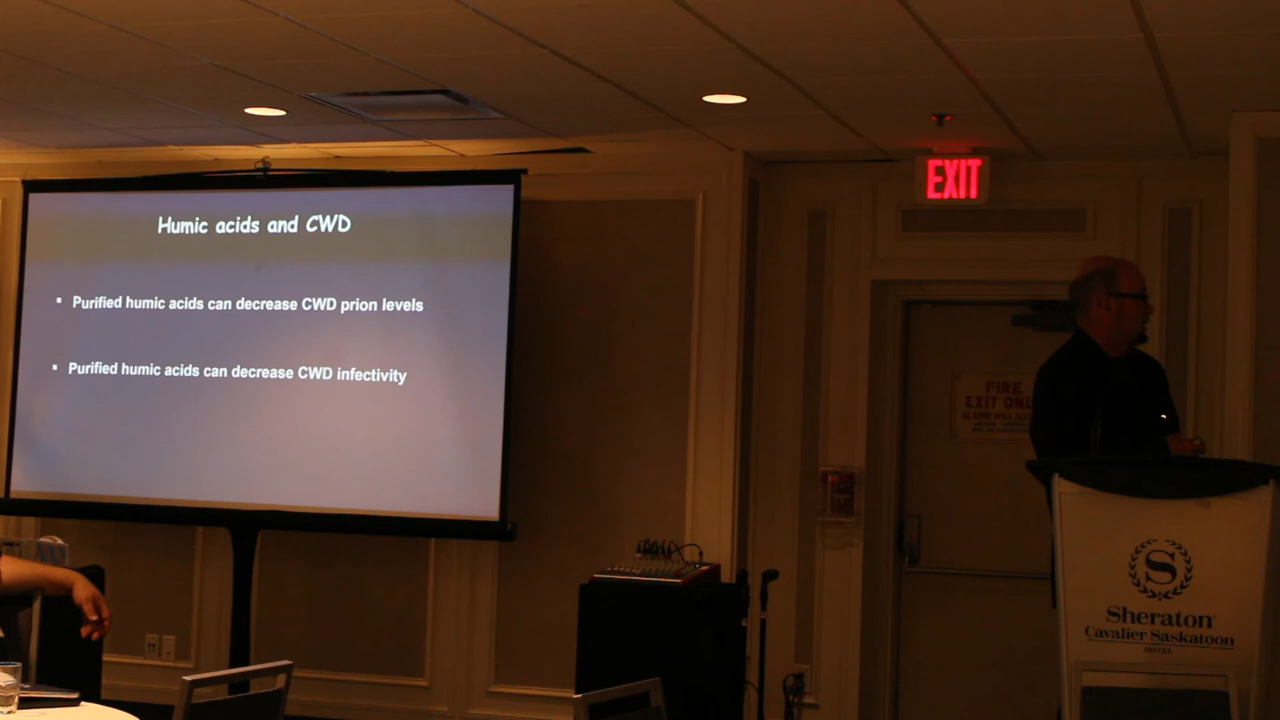 Humic acids and CWD
▪ Purified humic acids can decrease CWD prion levels
▪ Purified humic acids can decrease CWD infectivity
EXIT
FIRE
EXIT ONLY
S
Sheraton
Cavalier Saskatoon
HOTEL